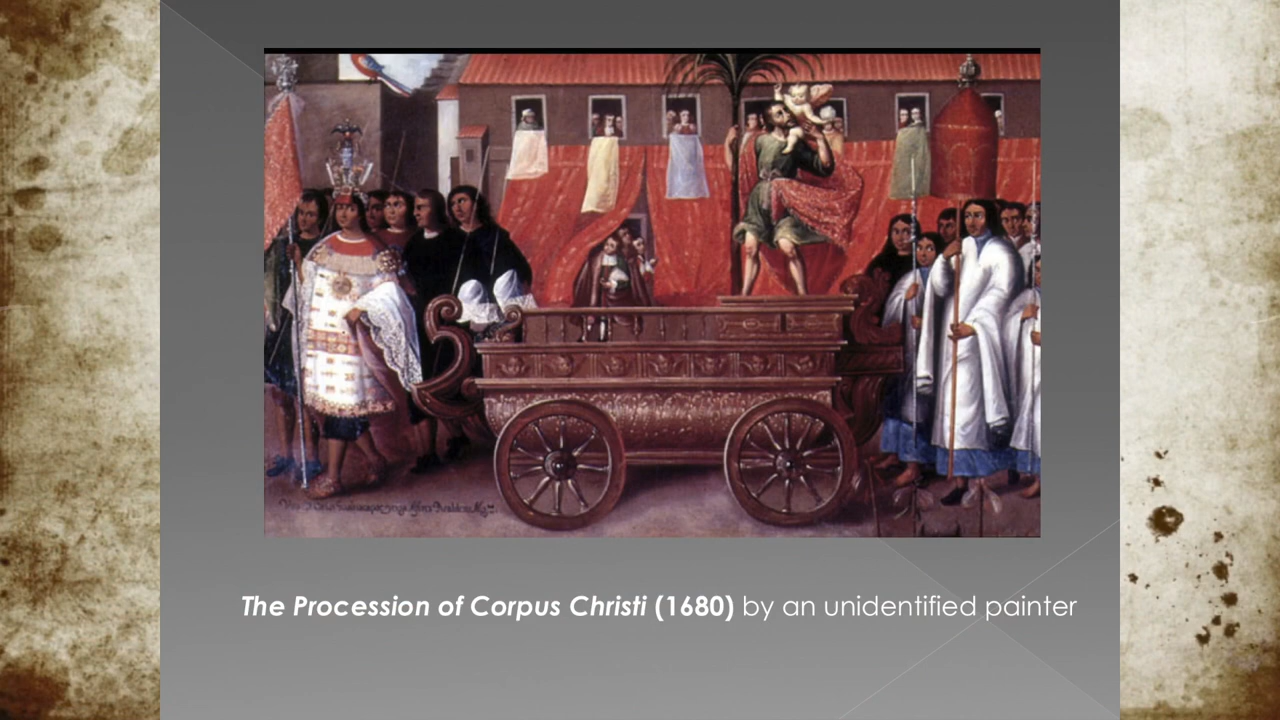 The Procession of Corpus Christi (1680) by an unidentified painter